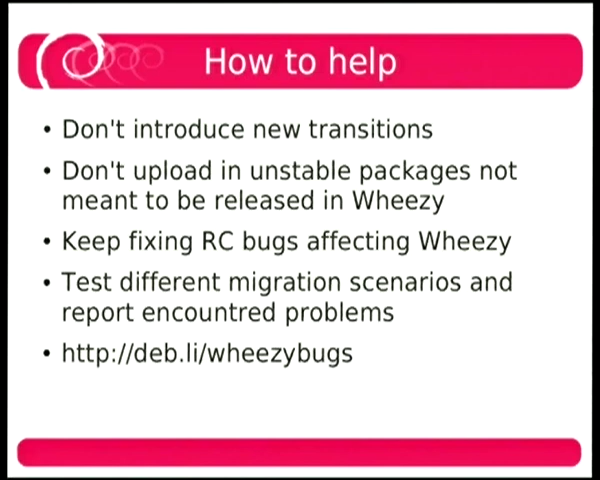 How to help
• Don't introduce new transitions
• Don't upload in unstable packages not
meant to be released in Wheezy
• Keep fixing RC bugs affecting Wheezy
• Test different migration scenarios and
report encountred problems
• http://deb.li/wheezybugs